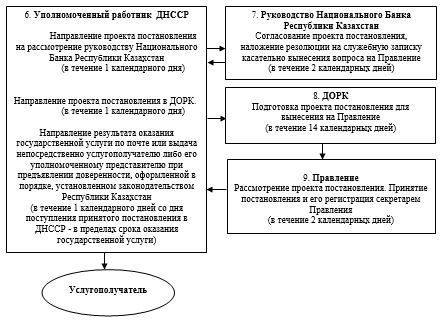 6. Уполномоченный работник ДНССР
Направление проекта постановления
на рассмотрение руководству Национального
Банка Республики Казахстан
(в течение 1 календарного дня)
Направление проекта постановления в ДОРК.
(в течение 1 календарного дня)
Направление результата оказания
государственной услуги по почте или выдача
непосредственно услугополучателю либо его
уполномоченному представителю при
предъявлении доверенности, оформленной в
порядке, установленном законодательством
Республики Казахстан
(в течение 1 календарного дней со дня
поступления принятого постановления в
ДНССР - в пределах срока оказания
государственной услуги)
7. Руководство Национального Банка
Республики Казахстан
Согласование проекта постановления,
наложение резолюции на служебную записку
касательно вынесения вопроса на Правление
(в течение 2 календарных дней)
8. ДОРК
Подготовка проекта постановления для
вынесения на Правление
(в течение 14 календарных дней)
9. Правление
Рассмотрение проекта постановления. Принятие
постановления и его регистрация секретарем
Правления
(в течение 2 календарных дней)
Услугополучатель